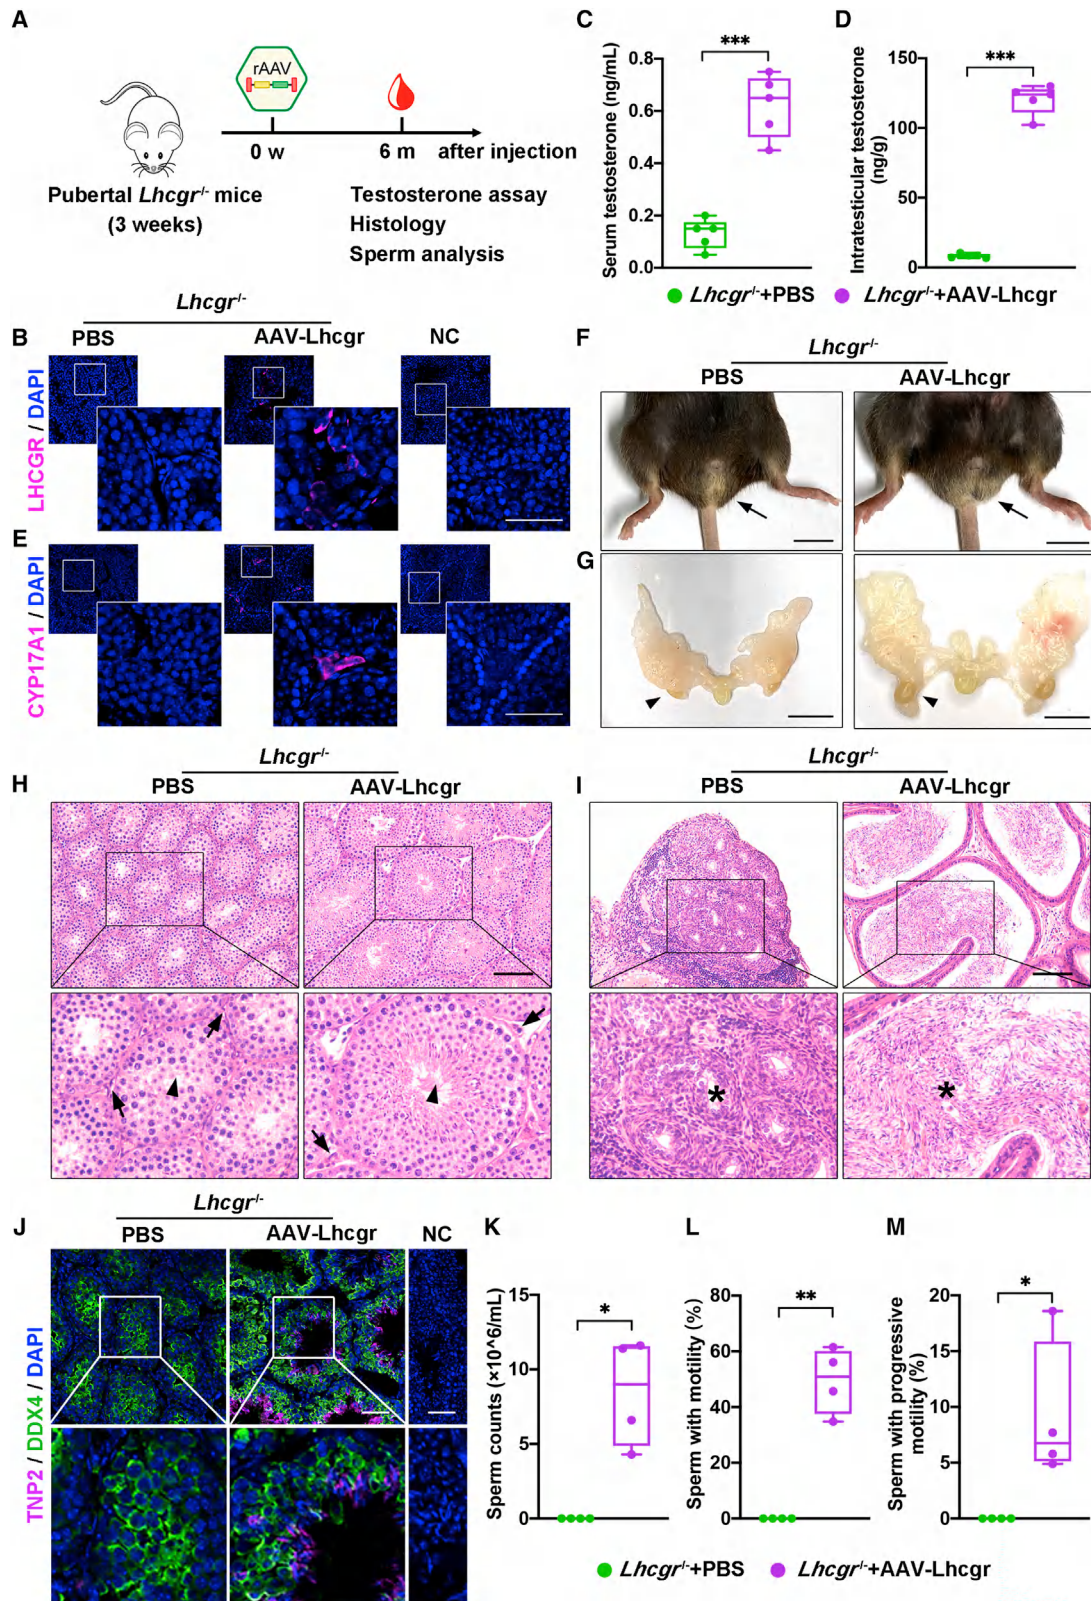 A
rAAV
0 w
6 m
after injection
Pubertal Lhcgr-/- mice
(3 weeks)
Testosterone assay
Histology
Sperm analysis
C
Serum testosterone (ng/mL)
0.8
0.6
0.4
0.2
0.0
***
D
Intratesticular testosterone
(ng/g)
150
100
50
0
***
Lhcgr-/-+PBS
Lhcgr-/-+AAV-Lhcgr
Lhcgr-/-
B
PBS
AAV-Lhcgr
NC
LHCGR / DAPI
E
CYP17A1 / DAPI
F
Lhcgr-/-
PBS
AAV-Lhcgr
G
H
Lhcgr-/-
PBS
AAV-Lhcgr
I
Lhcgr-/-
PBS
AAV-Lhcgr
*
*
J
Lhcgr-/-
PBS
AAV-Lhcgr
NC
TNP2 / DDX4 / DAPI
K
Sperm counts (×10^6/mL)
15
10
5
0
*
L
Sperm with motility (%)
80
60
40
20
0
**
M
Sperm with progressive
motility (%)
20
15
10
5
0
*
Lhcgr-/-+PBS
Lhcgr-/-+AAV-Lhcgr